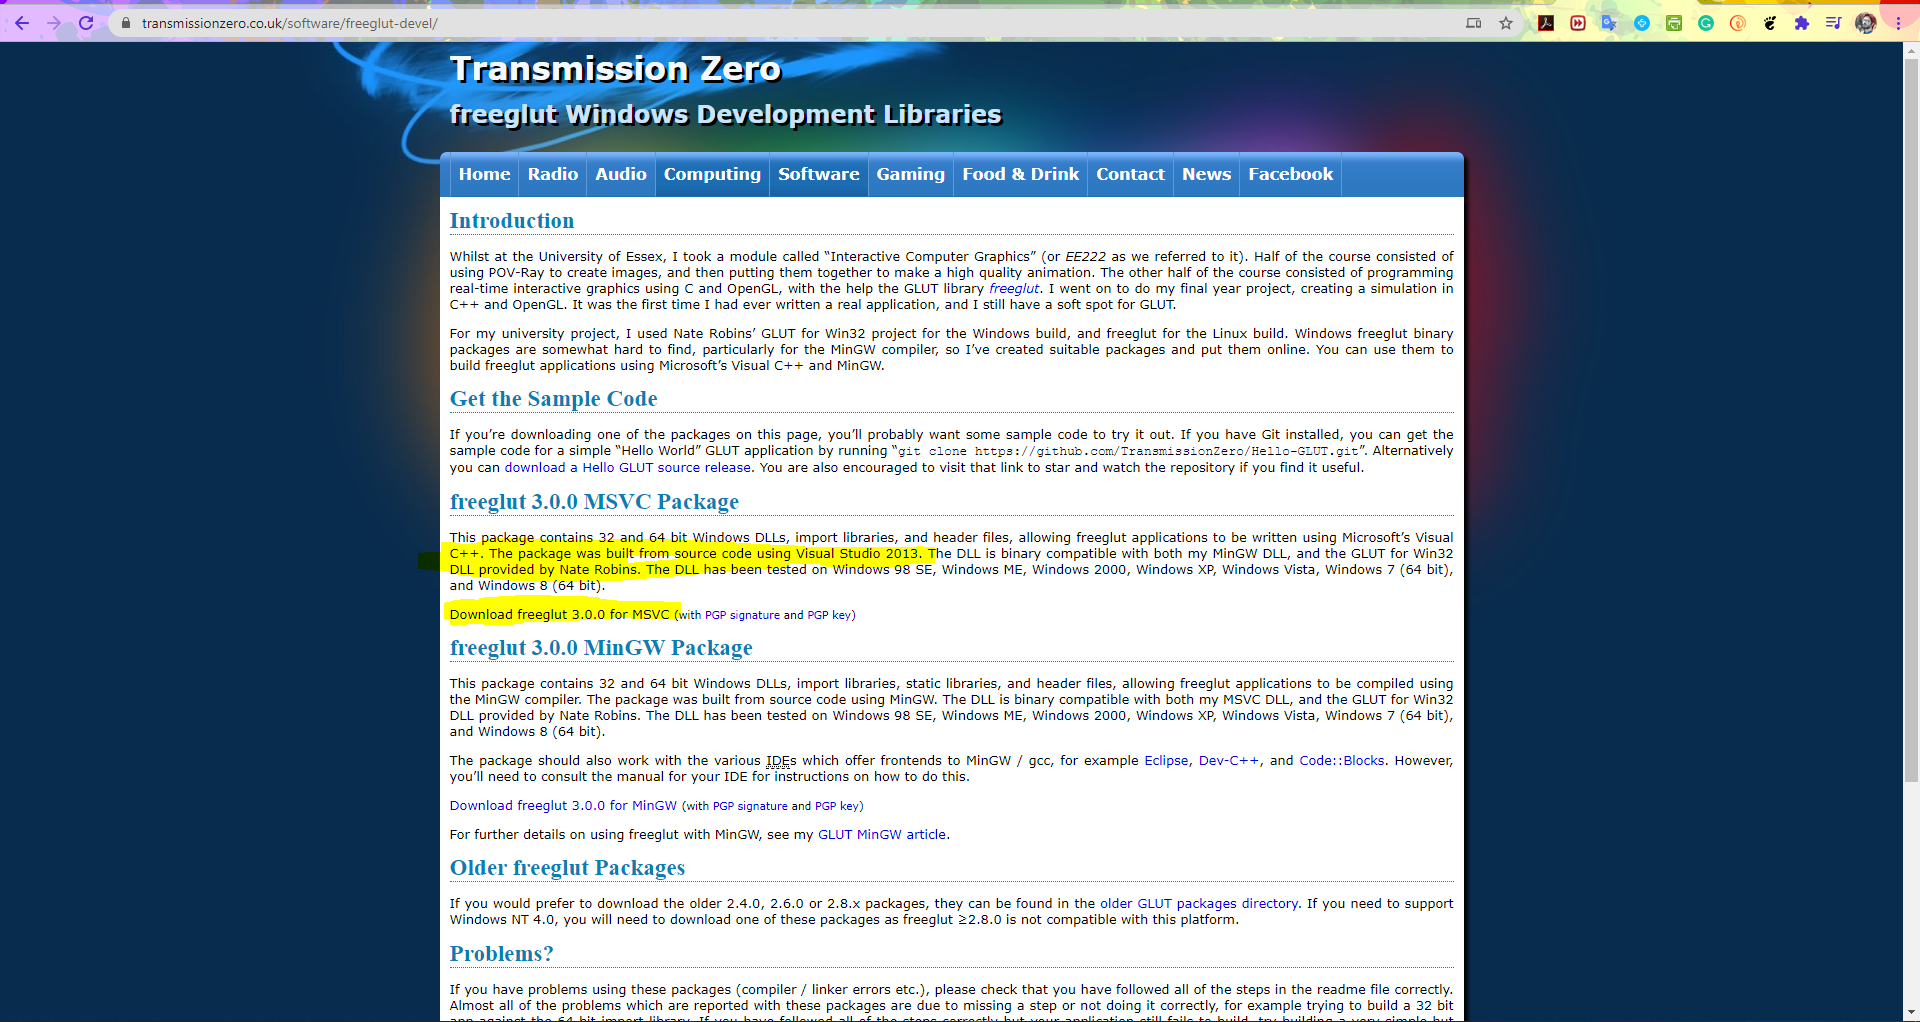 transmissionzero.co.uk/software/freeglut-devel/
Transmission Zero
freeglut Windows Development Libraries
Home Radio Audio Computing Software Gaming Food & Drink Contact News Facebook
Introduction
Whilst at the University of Essex, I took a module called “Interactive Computer Graphics” (or EE222 as we referred to it). Half of the course consisted of
using POV-Ray to create images, and then putting them together to make a high quality animation. The other half of the course consisted of programming
real-time interactive graphics using C and OpenGL, with the help the GLUT library freeglut. I went on to do my final year project, creating a simulation in
C++ and OpenGL. It was the first time I had ever written a real application, and I still have a soft spot for GLUT.
For my university project, I used Nate Robins’ GLUT for Win32 project for the Windows build, and freeglut for the Linux build. Windows freeglut binary
packages are somewhat hard to find, particularly for the MinGW compiler, so I’ve created suitable packages and put them online. You can use them to
build freeglut applications using Microsoft’s Visual C++ and MinGW.
Get the Sample Code
If you’re downloading one of the packages on this page, you’ll probably want some sample code to try it out. If you have Git installed, you can get the
sample code for a simple “Hello World” GLUT application by running “git clone https://github.com/TransmissionZero/Hello-GLUT.git”. Alternatively
you can download a Hello GLUT source release. You are also encouraged to visit that link to star and watch the repository if you find it useful.
freeglut 3.0.0 MSVC Package
This package contains 32 and 64 bit Windows DLLs, import libraries, and header files, allowing freeglut applications to be written using Microsoft’s Visual
C++. The package was built from source code using Visual Studio 2013. The DLL is binary compatible with both my MinGW DLL, and the GLUT for Win32
DLL provided by Nate Robins. The DLL has been tested on Windows 98 SE, Windows ME, Windows 2000, Windows XP, Windows Vista, Windows 7 (64 bit),
and Windows 8 (64 bit).
Download freeglut 3.0.0 for MSVC (with PGP signature and PGP key)
freeglut 3.0.0 MinGW Package
This package contains 32 and 64 bit Windows DLLs, import libraries, static libraries, and header files, allowing freeglut applications to be compiled using
the MinGW compiler. The package was built from source code using MinGW. The DLL is binary compatible with both my MSVC DLL, and the GLUT for Win32
DLL provided by Nate Robins. The DLL has been tested on Windows 98 SE, Windows ME, Windows 2000, Windows XP, Windows Vista, Windows 7 (64 bit),
and Windows 8 (64 bit).
The package should also work with the various IDEs which offer frontends to MinGW / gcc, for example Eclipse, Dev-C++, and Code::Blocks. However,
you’ll need to consult the manual for your IDE for instructions on how to do this.
Download freeglut 3.0.0 for MinGW (with PGP signature and PGP key)
For further details on using freeglut with MinGW, see my GLUT MinGW article.
Older freeglut Packages
If you would prefer to download the older 2.4.0, 2.6.0 or 2.8.x packages, they can be found in the older GLUT packages directory. If you need to support
Windows NT 4.0, you will need to download one of these packages as freeglut ≥2.8.0 is not compatible with this platform.
Problems?
If you have problems using these packages (compiler / linker errors etc.), please check that you have followed all of the steps in the readme file correctly.
Almost all of the problems which are reported with these packages are due to missing a step or not doing it correctly, for example trying to build a 32 bit